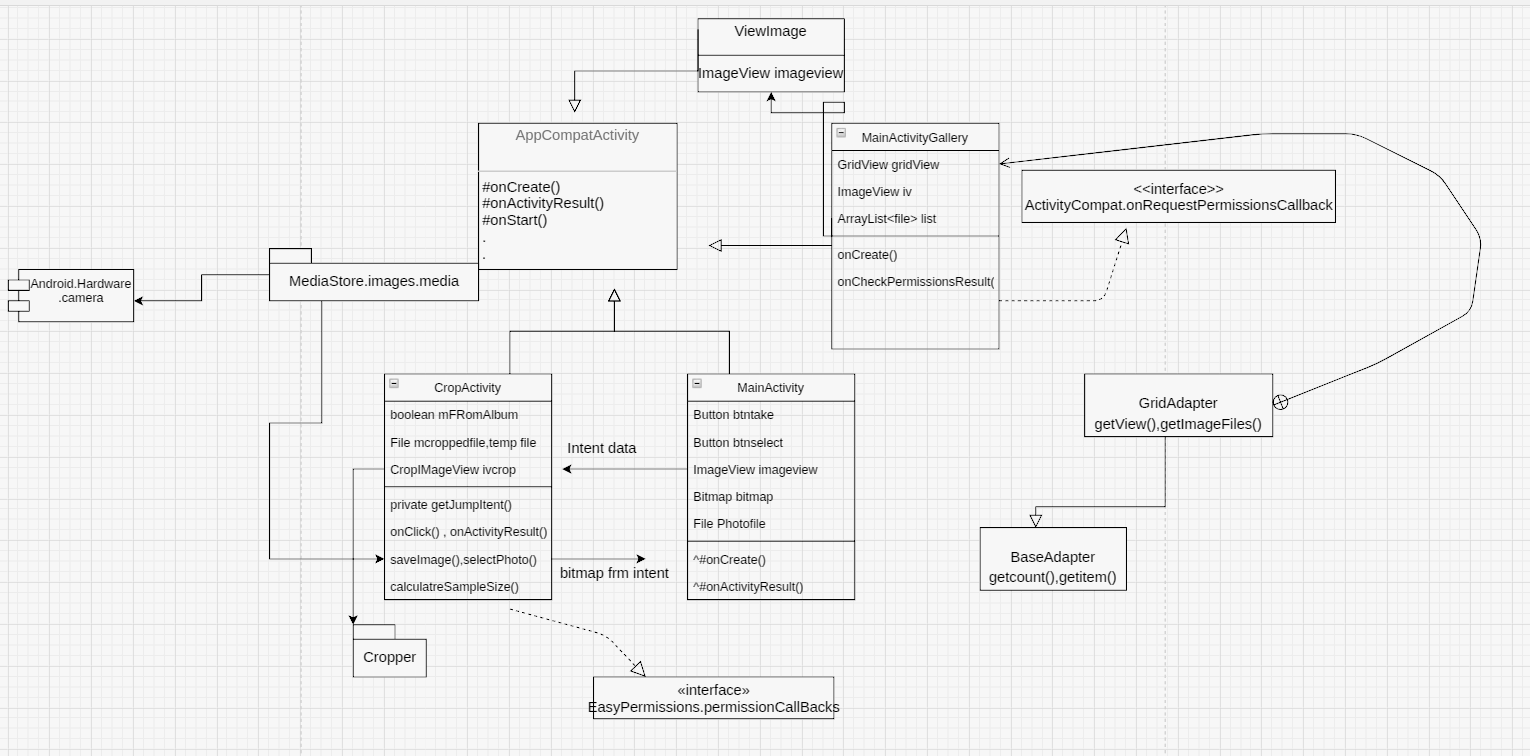 ViewImage
ImageView imageview
AppCompatActivity
#onCreate()
#onActivityResult()
#onStart()
.
.
MainActivityGallery
GridView gridView
ImageView iv
ArrayList<file> list
onCreate()
onCheckPermissionsResult(
<<interface>>
ActivityCompat.onRequestPermissionsCallback
MediaStore.images.media
Android.Hardware
.camera
CropActivity
boolean mFRomAlbum
File mcroppedfile,temp file
CropIMageView ivcrop
private getJumpItent()
onClick() , onActivityResult()
saveImage(),selectPhoto()
calculatreSampleSize()
Intent data
bitmap frm intent
MainActivity
Button btntake
Button btnselect
ImageView imageview
Bitmap bitmap
File Photofile
^#onCreate()
^#onActivityResult()
GridAdapter
getView(),getImageFiles()
BaseAdapter
getcount(),getitem()
Cropper
«interface»
EasyPermissions.permissionCallBacks